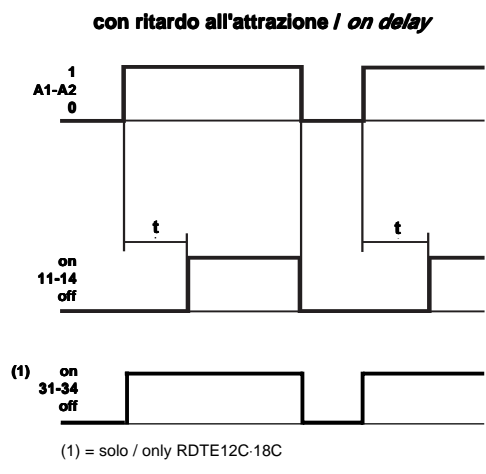 con ritardo all'attrazione / on delay
1
A1-A2
0
t t
on
11-14
off
(1) on
31-34
off
(1) = solo / only RDTE12C-18C